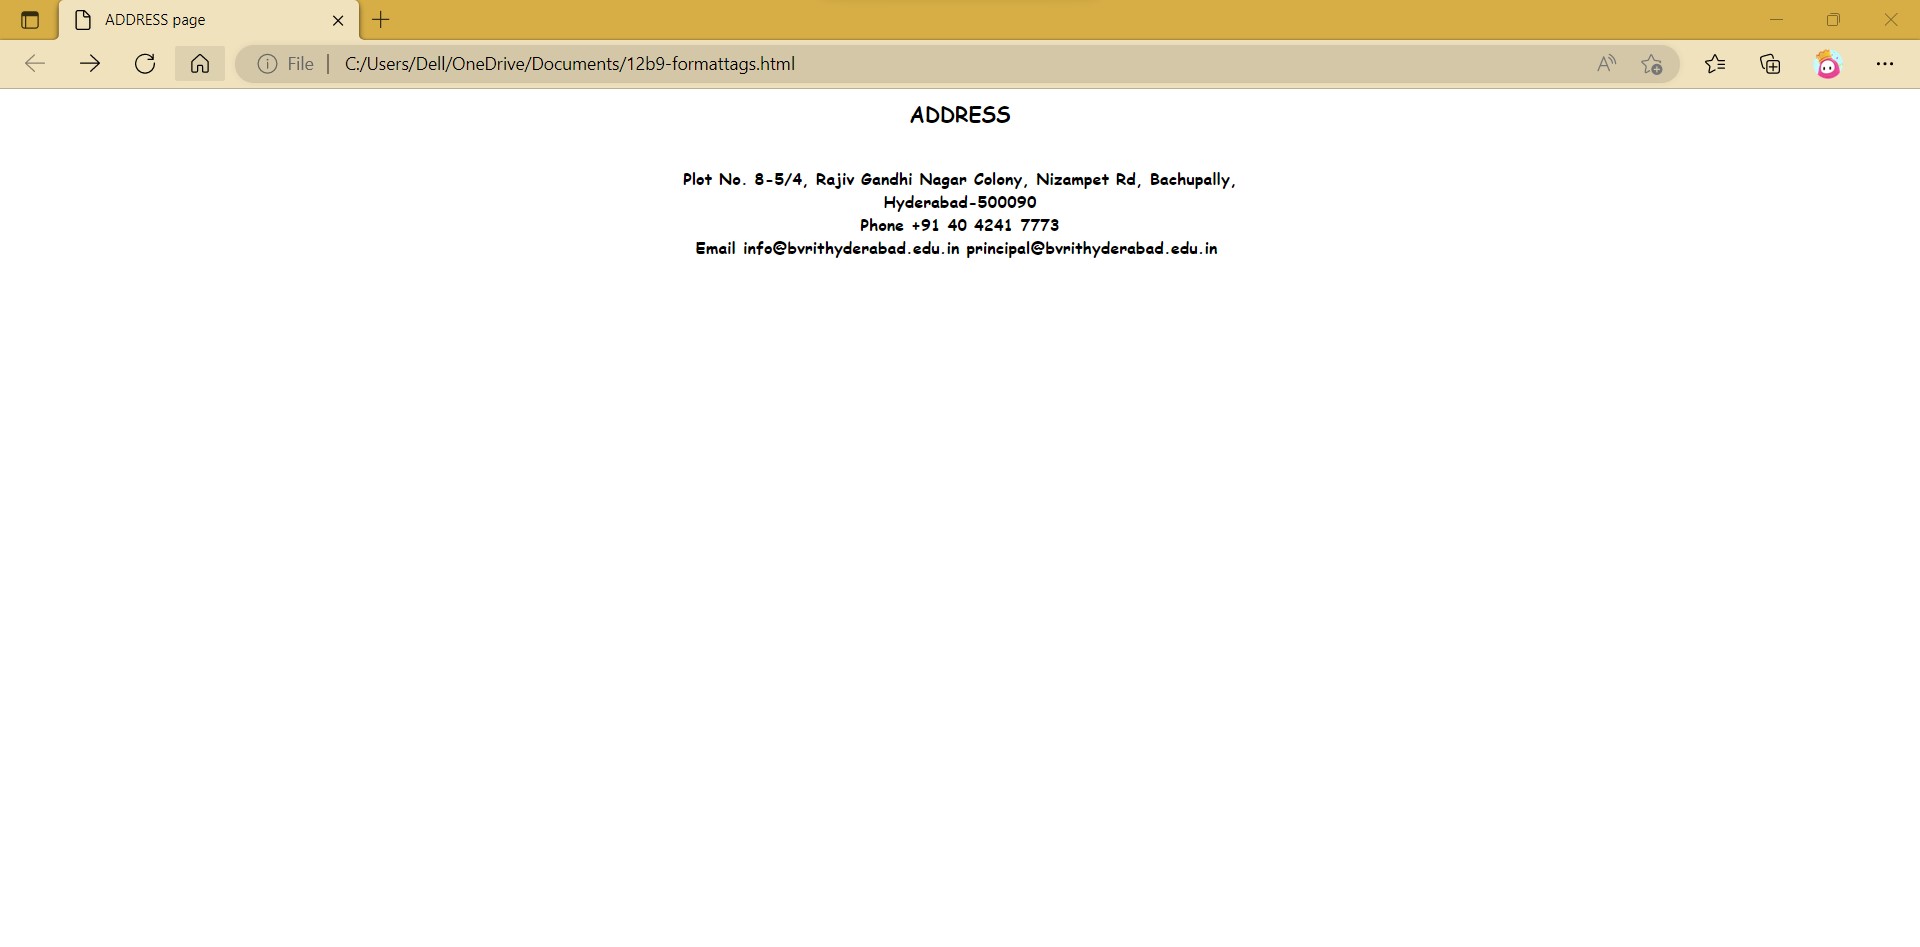 ADDRESS page
File | C:/Users/Dell/OneDrive/Documents/12b9-formattags.html
ADDRESS
Plot No. 8-5/4, Rajiv Gandhi Nagar Colony, Nizampet Rd, Bachupally,
Hyderabad-500090
Phone +91 40 4241 7773
Email info@bvrithyderabad.edu.in principal@bvrithyderabad.edu.in